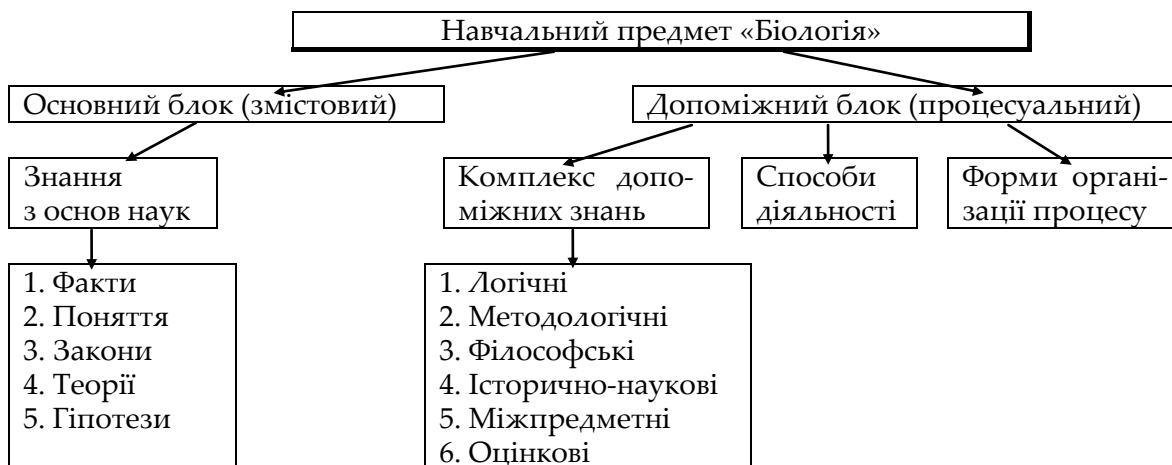 Навчальний предмет «Біологія»
Основний блок (змістовий)
Допоміжний блок (процесуальний)
Знання
з основ наук
Комплекс допо-
міжних знань
Способи
діяльності
Форми органі-
зації процесу
1. Факти
2. Поняття
3. Закони
4. Теорії
5. Гіпотези
1. Логічні
2. Методологічні
3. Філософські
4. Історично-наукові
5. Міжпредметні
6. Оцінкові